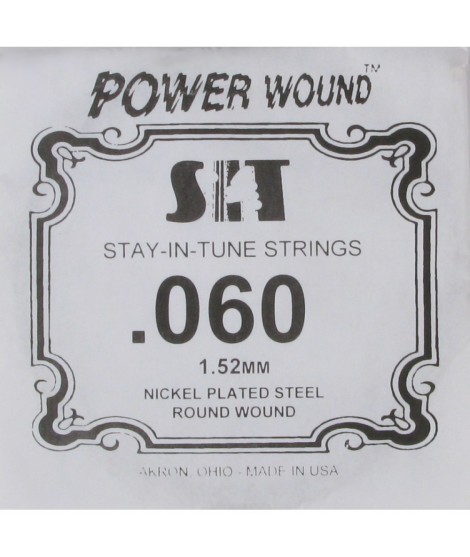 POWER WOUND™
SIT
STAY-IN-TUNE STRINGS
.060
1.52MM
NICKEL PLATED STEEL
ROUND WOUND
AKRON, OHIO - MADE IN USA